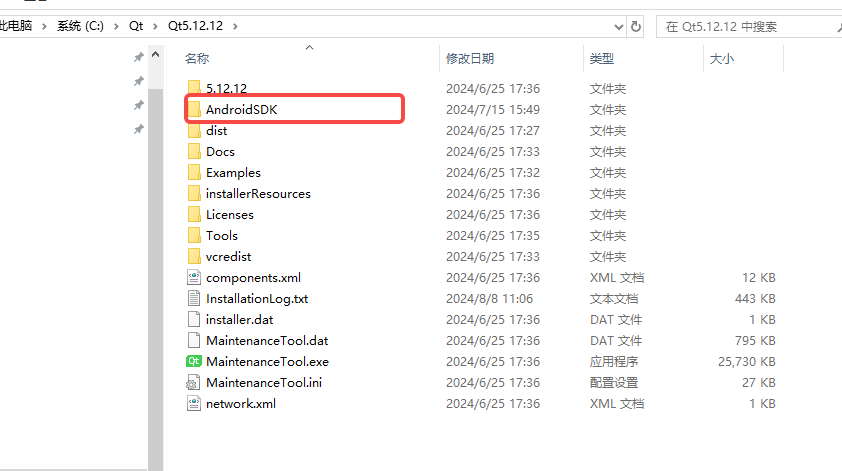 此电脑 › 系统 (C:) › Qt › Qt5.12.12 › 在 Qt5.12.12 中搜索
名称 修改日期 类型 大小
5.12.12 2024/6/25 17:36 文件夹
AndroidSDK 2024/7/15 15:49 文件夹
dist 2024/6/25 17:27 文件夹
Docs 2024/6/25 17:33 文件夹
Examples 2024/6/25 17:32 文件夹
installerResources 2024/6/25 17:36 文件夹
Licenses 2024/6/25 17:36 文件夹
Tools 2024/6/25 17:35 文件夹
vcredist 2024/6/25 17:33 文件夹
components.xml 2024/6/25 17:36 XML 文档 12 KB
InstallationLog.txt 2024/8/8 11:06 文本文档 443 KB
installer.dat 2024/6/25 17:36 DAT 文件 1 KB
MaintenanceTool.dat 2024/6/25 17:36 DAT 文件 795 KB
Qt MaintenanceTool.exe 2024/6/25 17:36 应用程序 25,730 KB
MaintenanceTool.ini 2024/6/25 17:36 配置设置 27 KB
network.xml 2024/6/25 17:36 XML 文档 1 KB